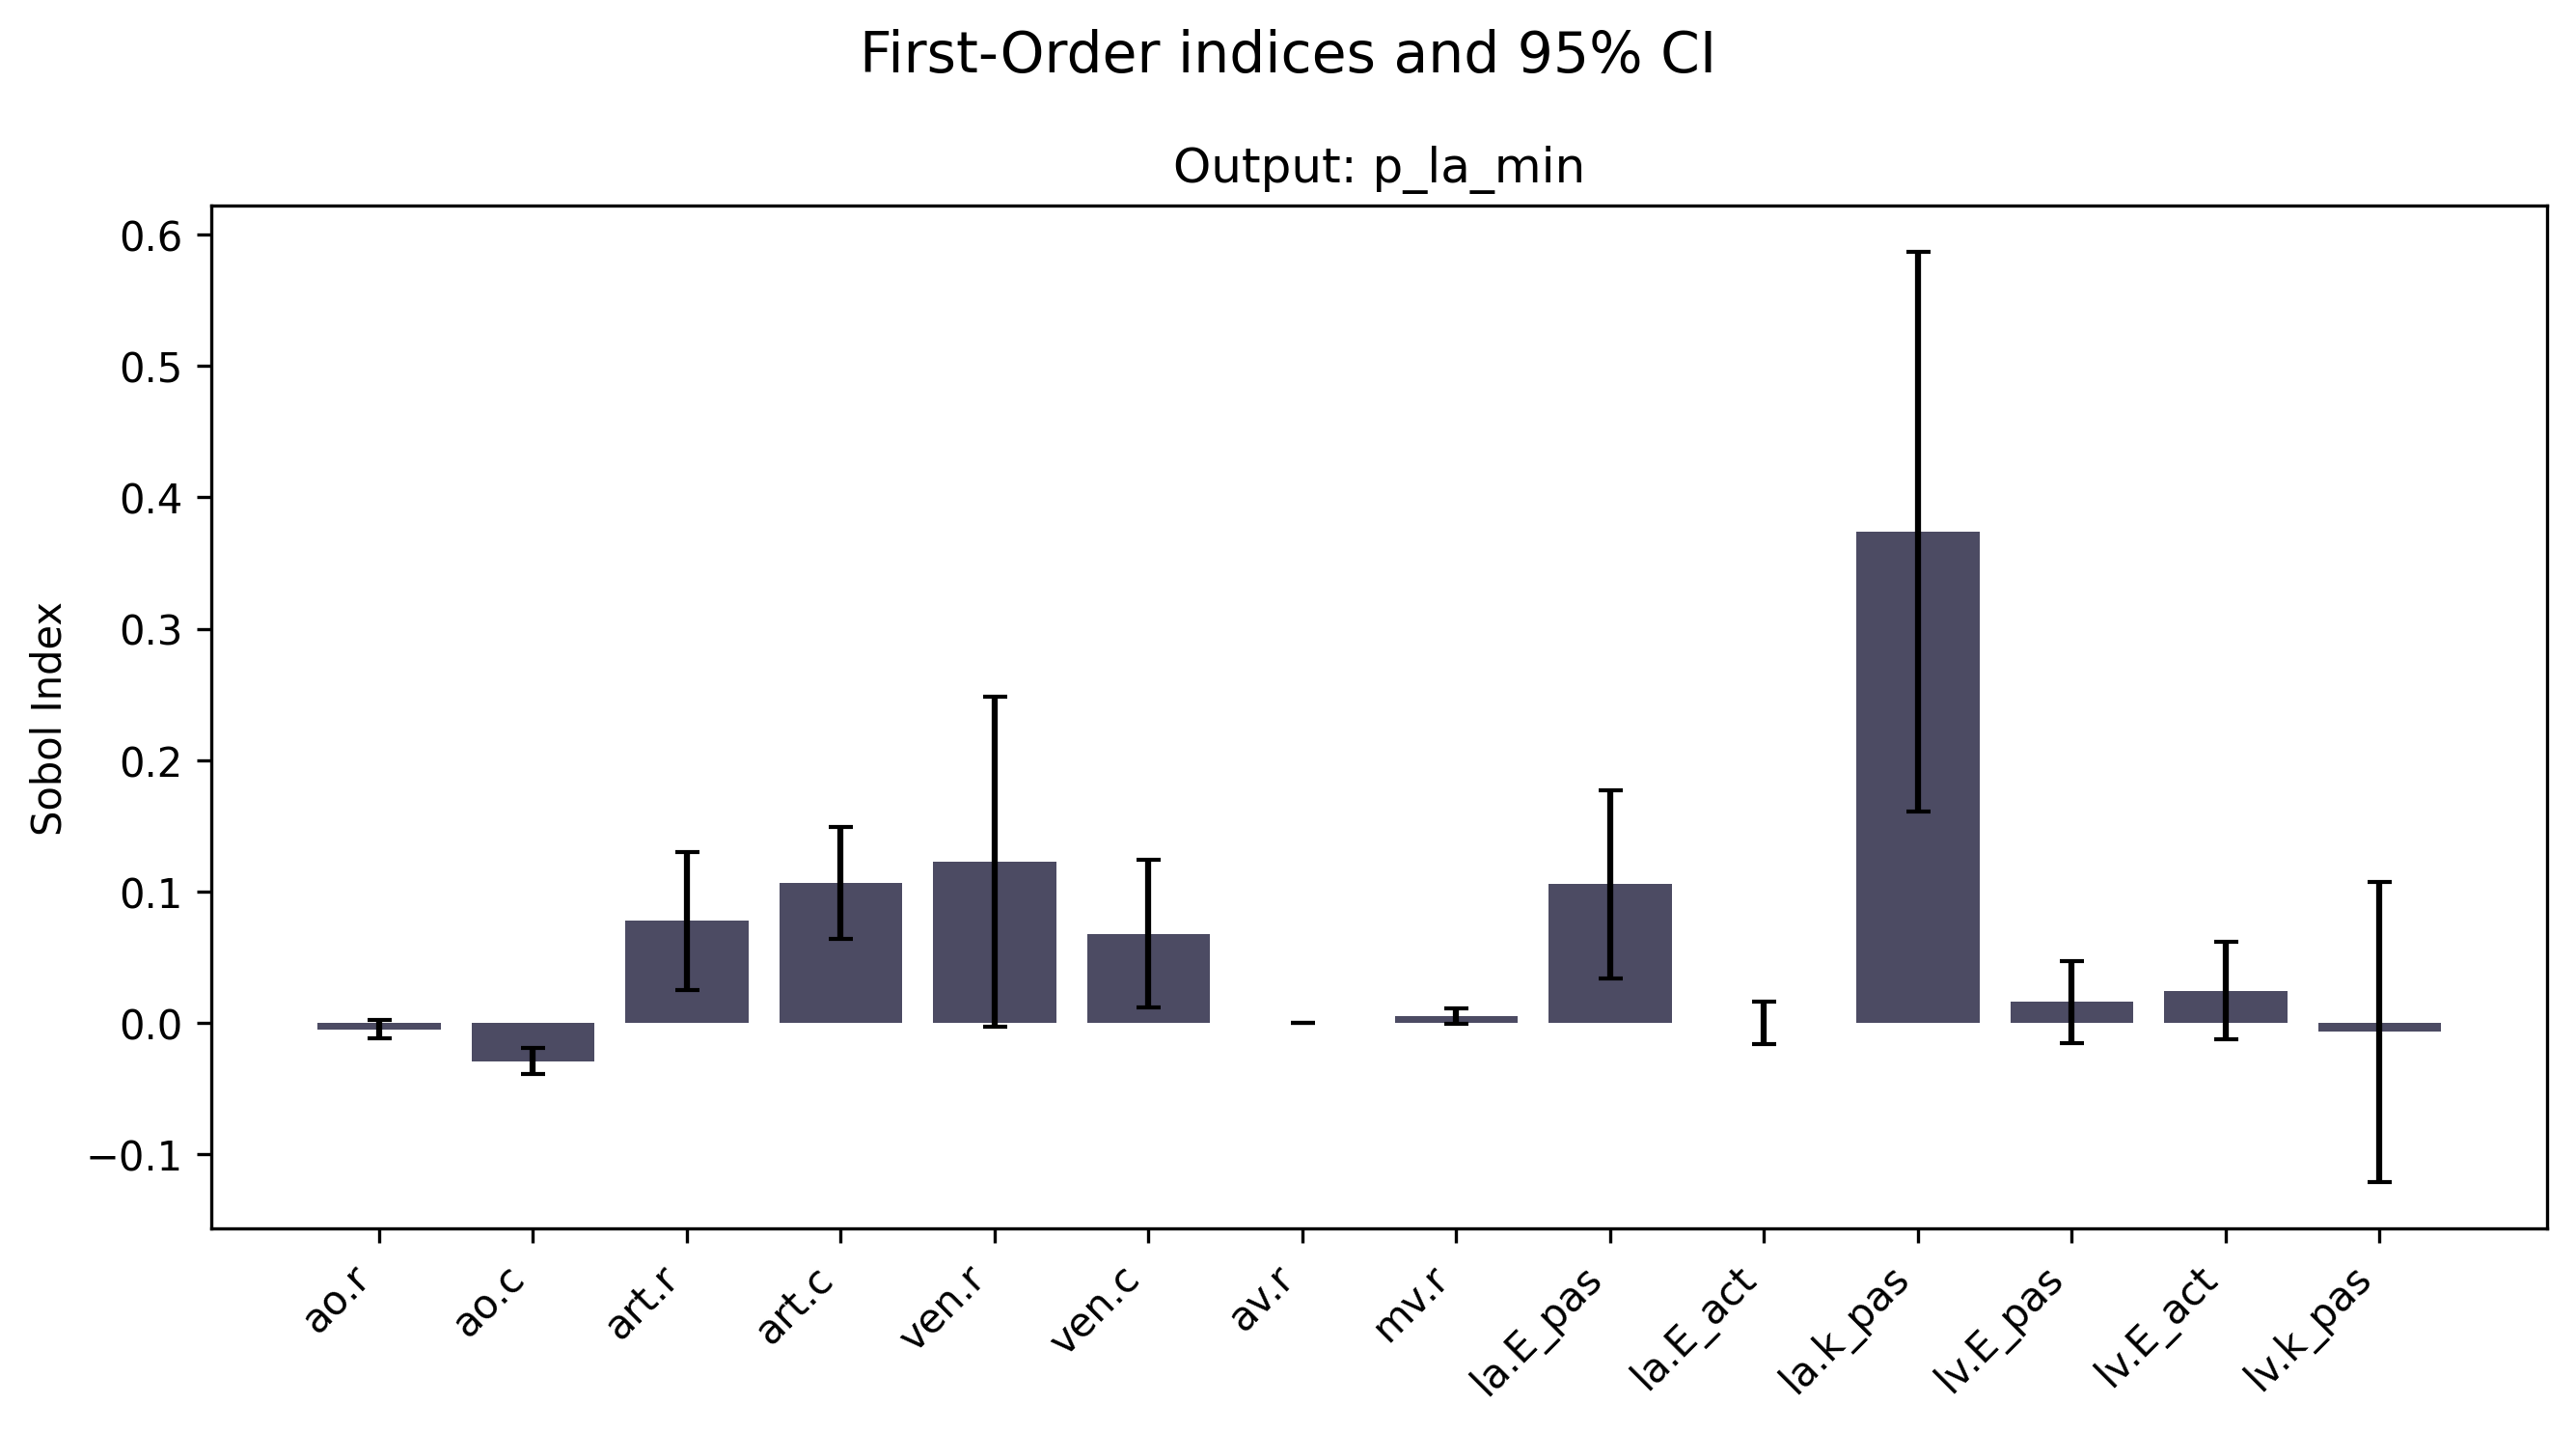 First-Order indices and 95% CI
Output: p_la_min
Sobol Index
0.6
0.5
0.4
0.3
0.2
0.1
0.0
−0.1
ao.r
ao.c
art.r
art.c
ven.r
ven.c
av.r
mv.r
la.E_pas
la.E_act
la.k_pas
lv.E_pas
lv.E_act
lv.k_pas